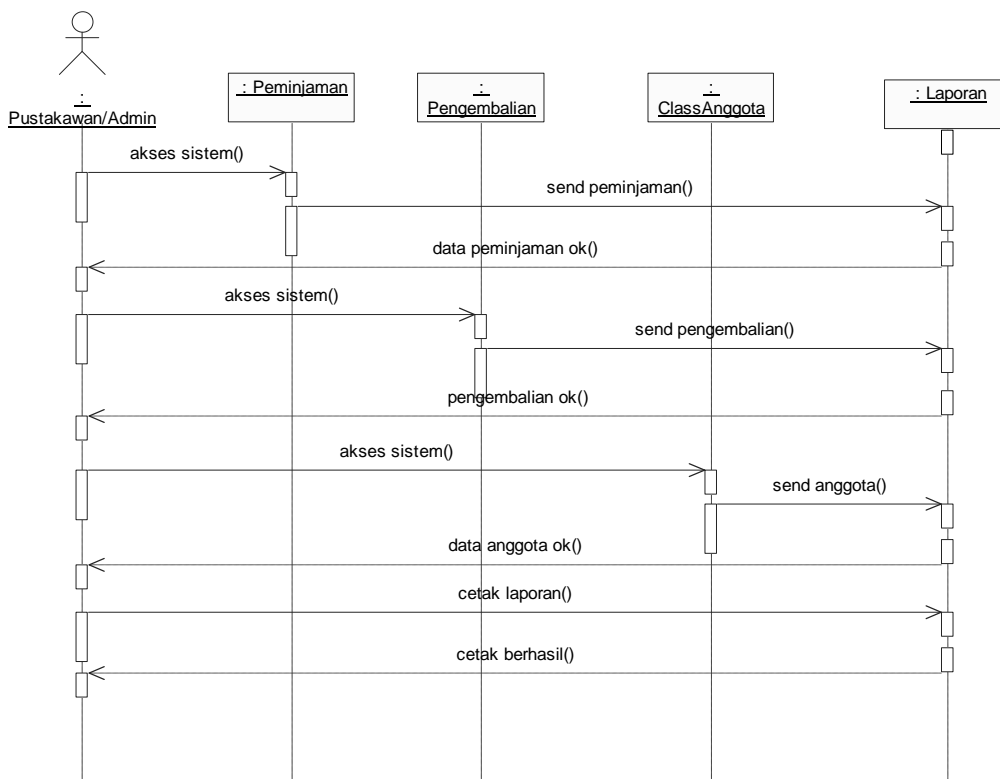 :
Pustakawan/Admin
: Peminjaman
:
Pengembalian
:
ClassAnggota
: Laporan
akses sistem()
send peminjaman()
data peminjaman ok()
akses sistem()
send pengembalian()
pengembalian ok()
akses sistem()
send anggota()
data anggota ok()
cetak laporan()
cetak berhasil()